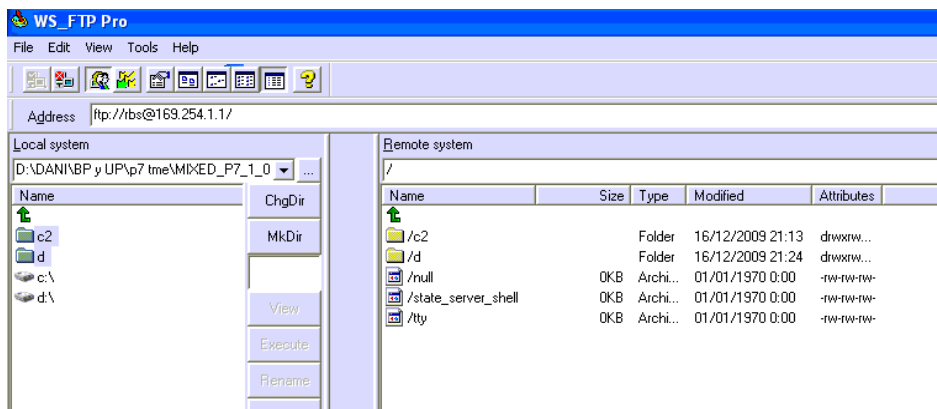 WS_FTP Pro
File Edit View Tools Help
Address ftp://rbs@169.254.1.1/
Local system
D:\DANI\BP y UP\p7 tme\MIXED_P7_1_0 ...
Name
c2
d
c:\
d:\
ChgDir
MkDir
View
Execute
Rename
Remote system
/
Name Size Type Modified Attributes
/c2 Folder 16/12/2009 21:13 drwxrw...
/d Folder 16/12/2009 21:24 drwxrw...
/null 0KB Archi... 01/01/1970 0:00 -rw-rw-rw-
/state_server_shell 0KB Archi... 01/01/1970 0:00 -rw-rw-rw-
/tty 0KB Archi... 01/01/1970 0:00 -rw-rw-rw-